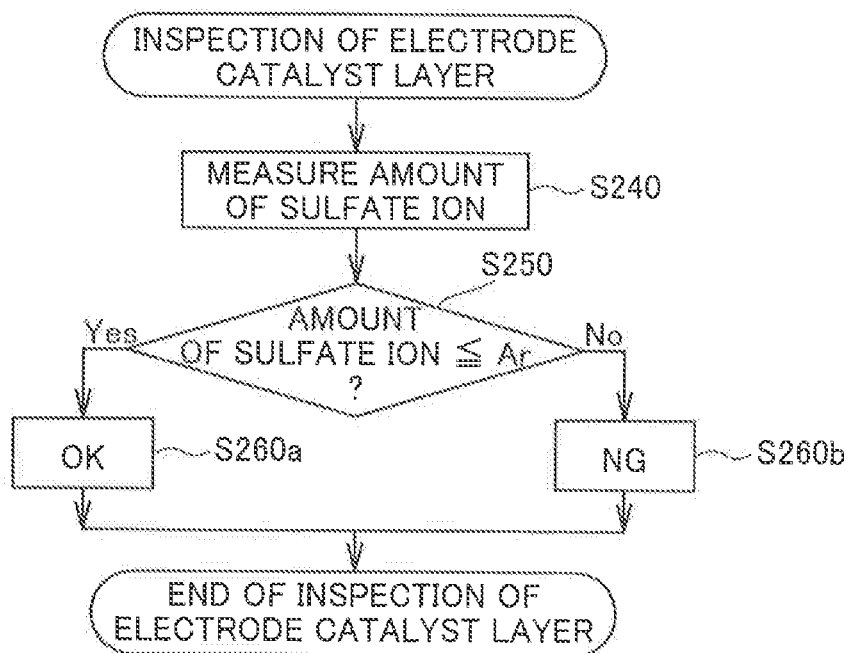 INSPECTION OF ELECTRODE
CATALYST LAYER
MEASURE AMOUNT
OF SULFATE ION
S240
S250
AMOUNT
OF SULFATE ION ≦ Ar
?
Yes
No
OK
S260a
NG
S260b
END OF INSPECTION OF
ELECTRODE CATALYST LAYER